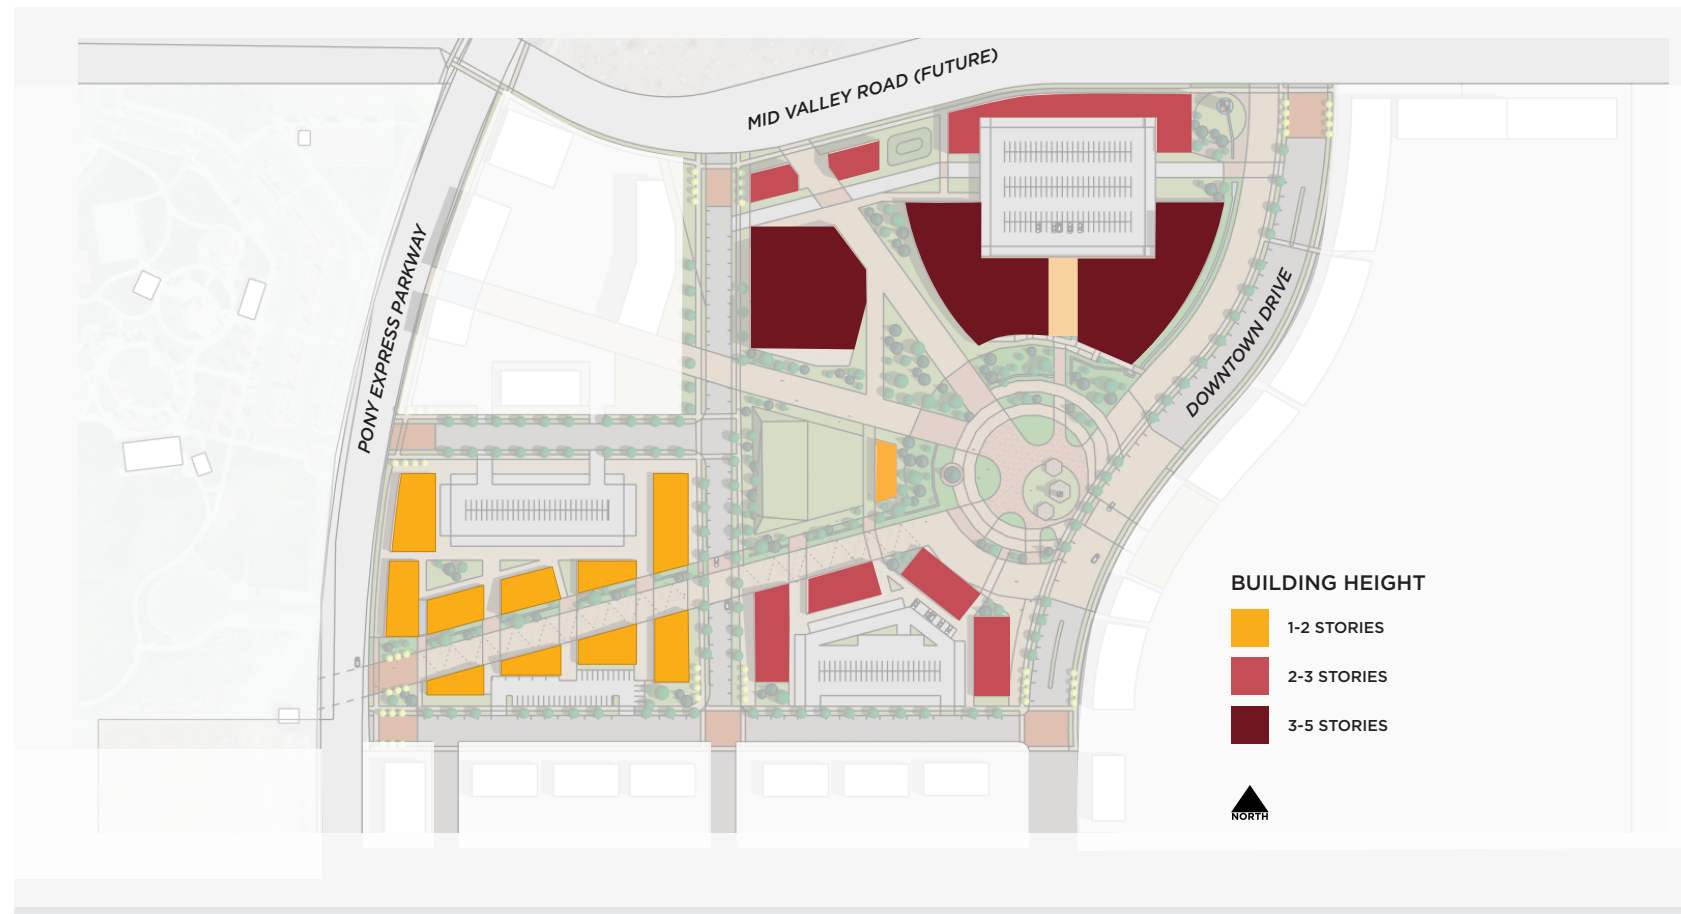 MID VALLEY ROAD (FUTURE)
PONY EXPRESS PARKWAY
DOWNTOWN DRIVE
BUILDING HEIGHT
1-2 STORIES
2-3 STORIES
3-5 STORIES
NORTH